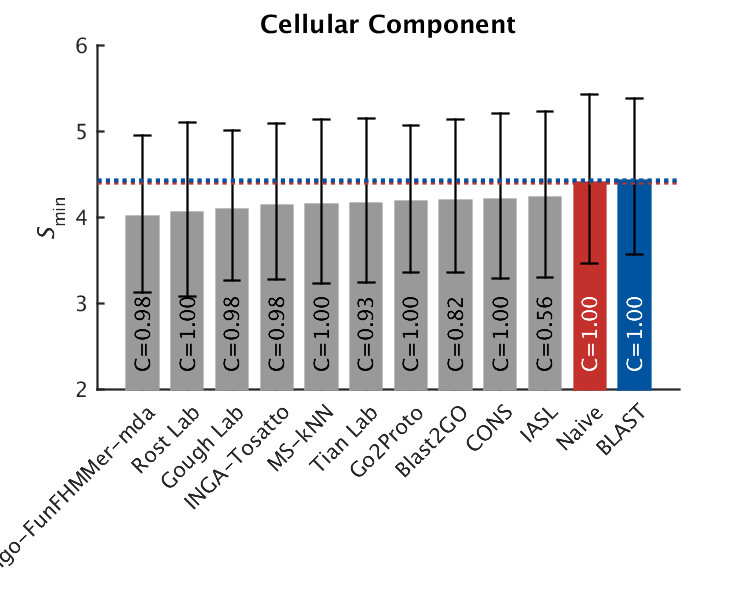 Cellular Component
6
5
4
3
2
Smin
C=0.98
C=1.00
C=0.98
C=0.98
C=1.00
C=0.93
C=1.00
C=0.82
C=1.00
C=0.56
C=1.00
C=1.00
go-FunFHMMer-mda
Rost Lab
Gough Lab
INGA-Tosatto
MS-kNN
Tian Lab
Go2Proto
Blast2GO
CONS
IASL
Naive
BLAST